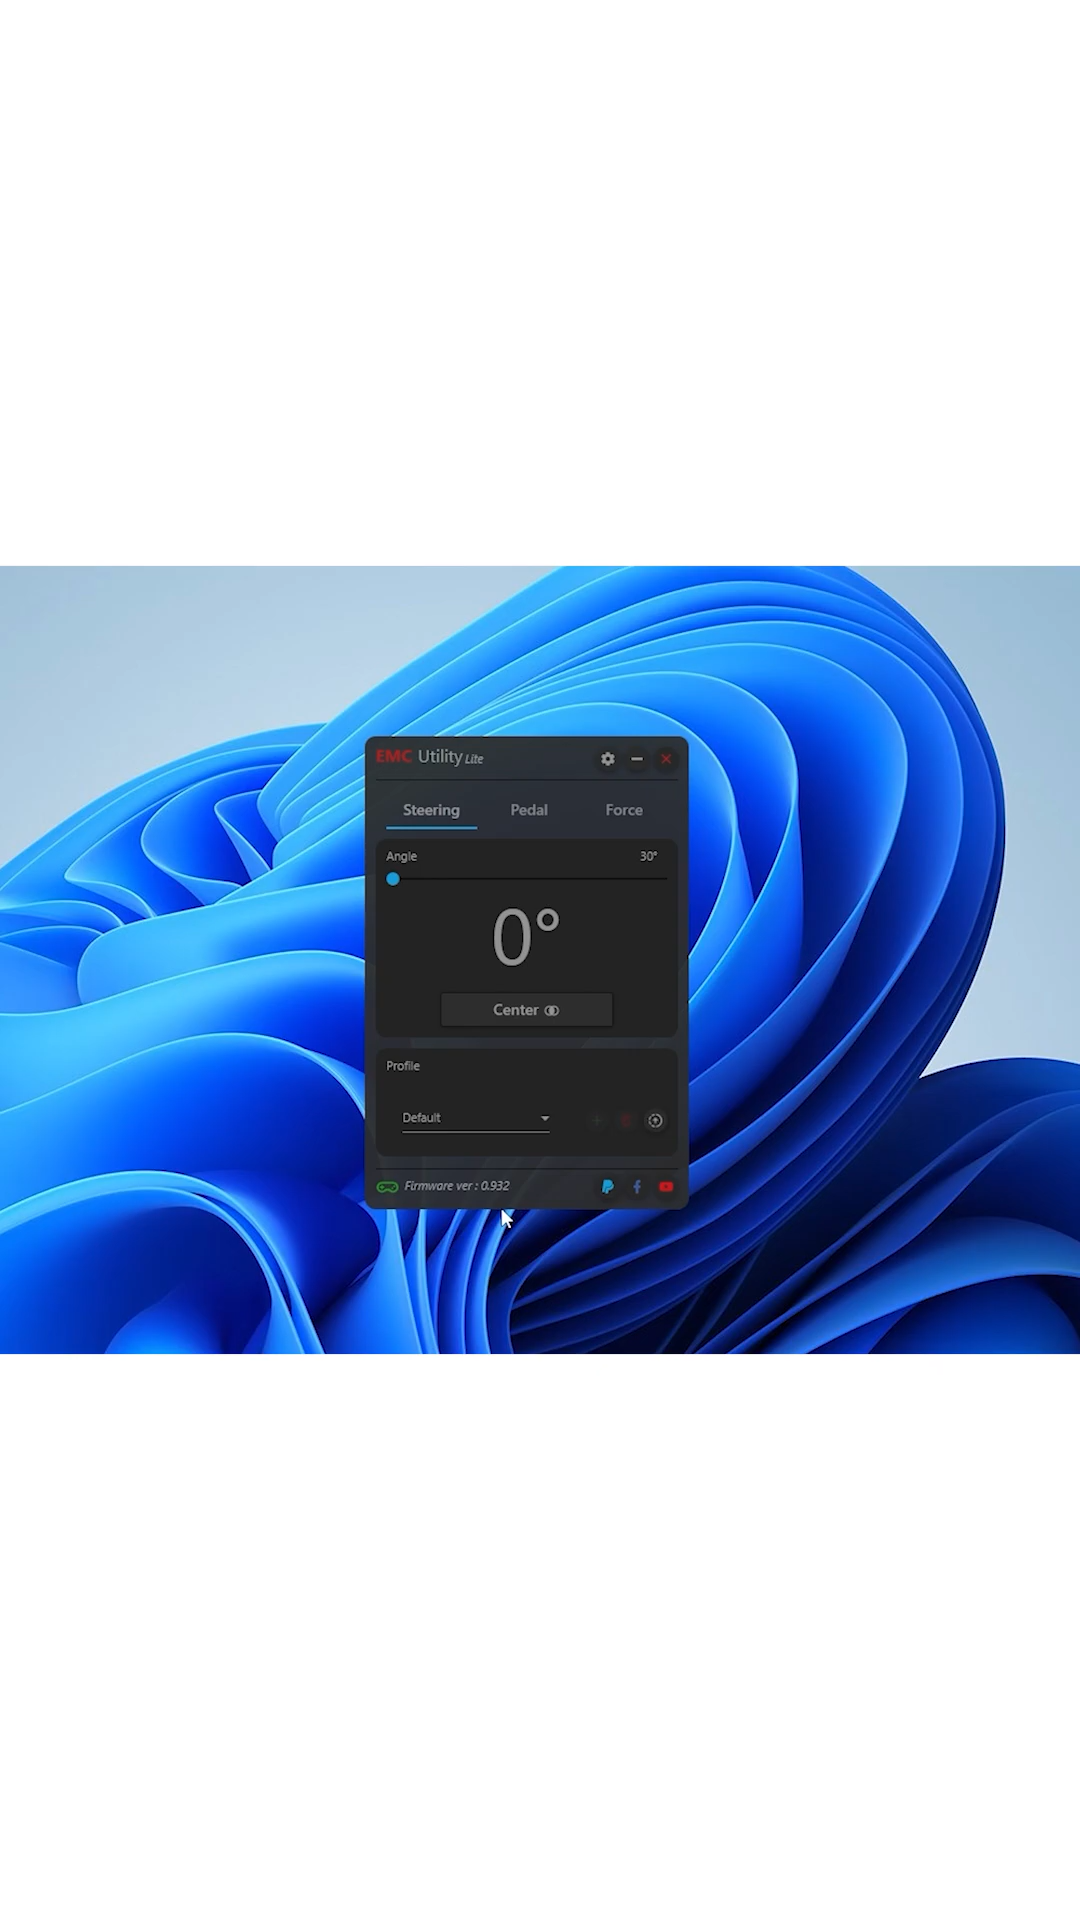 EMC Utility Lite
Steering Pedal Force
Angle 30°
0°
Center
Profile
Default
Firmware ver : 0.932